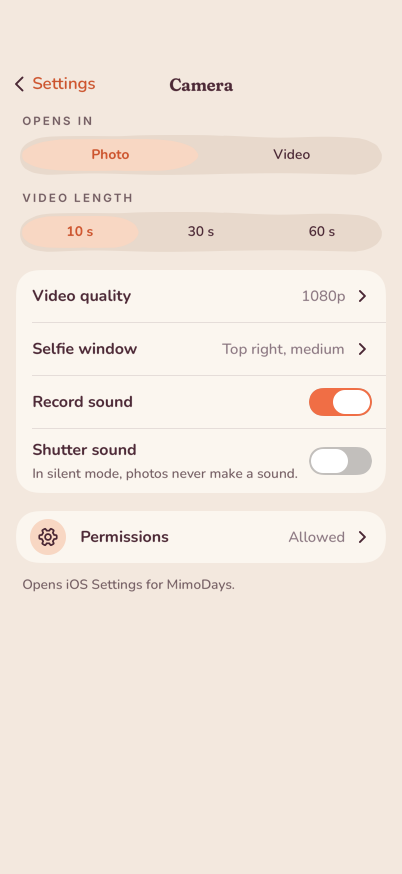 Settings
Camera
OPENS IN
Photo
Video
VIDEO LENGTH
10 s
30 s
60 s
Video quality
1080p
Selfie window
Top right, medium
Record sound
Shutter sound
In silent mode, photos never make a sound.
Permissions
Allowed
Opens iOS Settings for MimoDays.